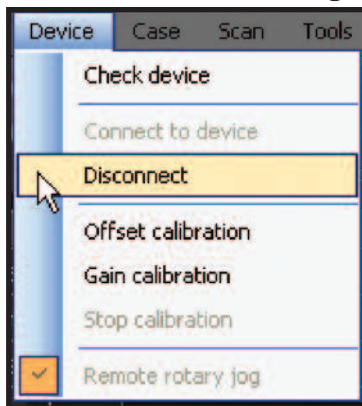 Device Case Scan Tools
Check device
Connect to device
Disconnect
Offset calibration
Gain calibration
Stop calibration
Remote rotary jog